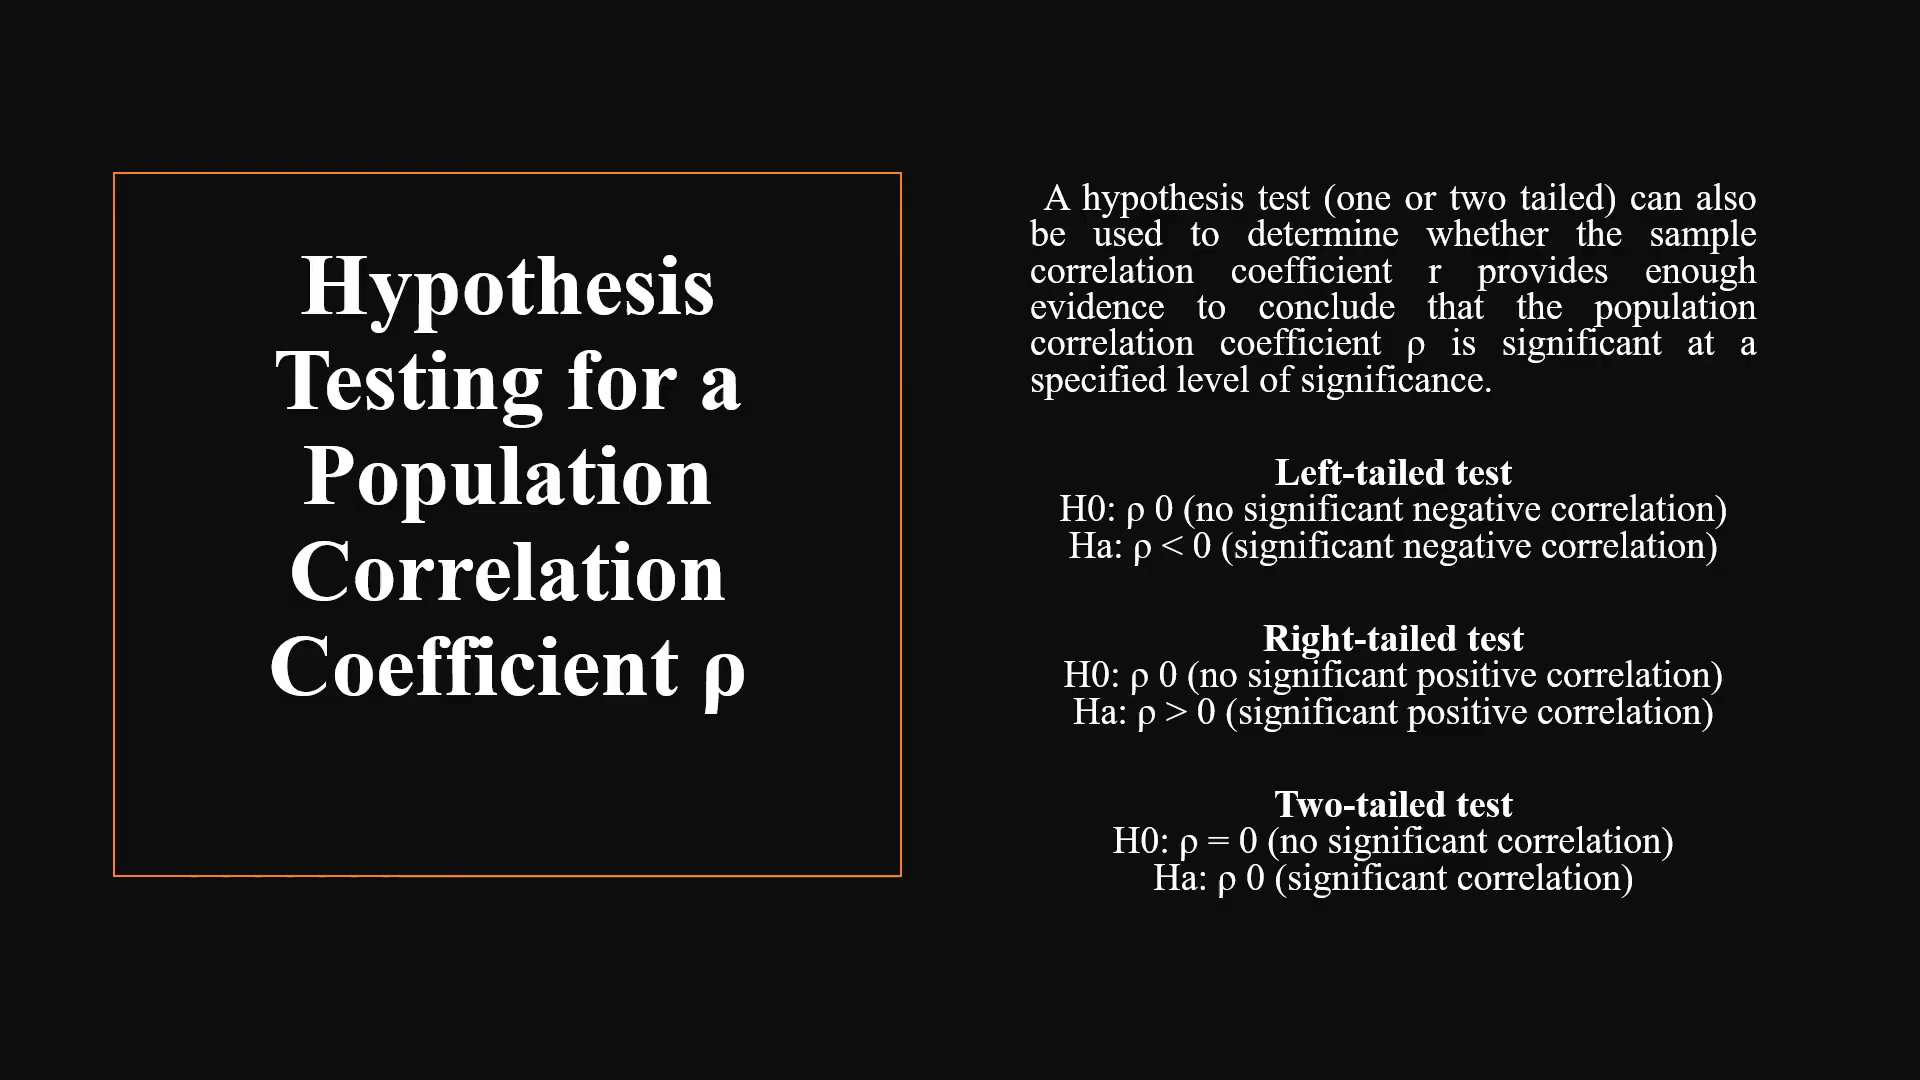 Hypothesis
Testing for a
Population
Correlation
Coefficient ρ
A hypothesis test (one or two tailed) can also
be used to determine whether the sample
correlation coefficient r provides enough
evidence to conclude that the population
correlation coefficient ρ is significant at a
specified level of significance.
Left-tailed test
H0: ρ 0 (no significant negative correlation)
Ha: ρ < 0 (significant negative correlation)
Right-tailed test
H0: ρ 0 (no significant positive correlation)
Ha: ρ > 0 (significant positive correlation)
Two-tailed test
H0: ρ = 0 (no significant correlation)
Ha: ρ 0 (significant correlation)